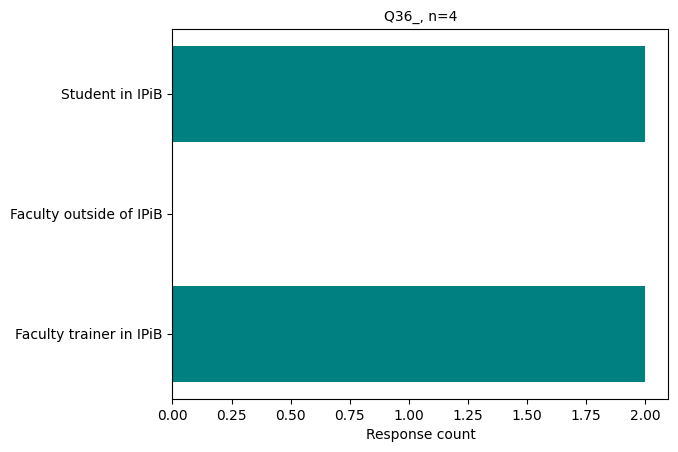 Q36_, n=4
Student in IPiB
Faculty outside of IPiB
Faculty trainer in IPiB
0.00 0.25 0.50 0.75 1.00 1.25 1.50 1.75 2.00
Response count